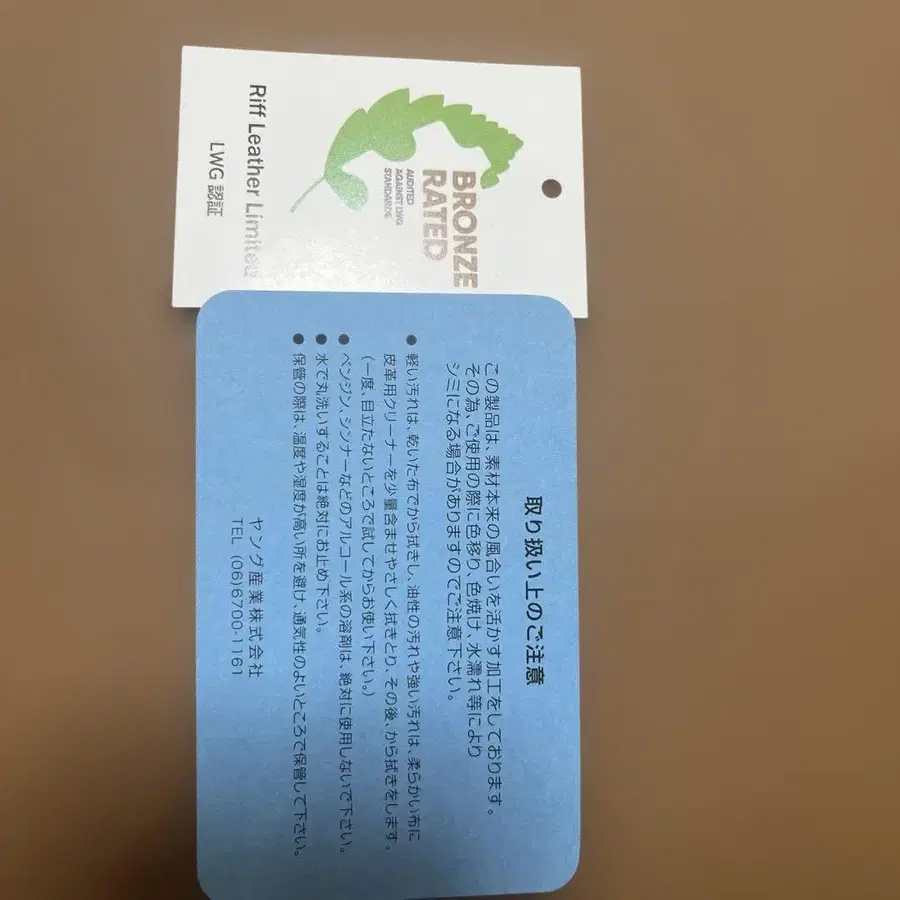 BRONZE
RATED
AUDITED
AGAINST LWG
STANDARDS
Riff Leather Limited
LWG 認証
取り扱い上のご注意
この製品は、素材本来の風合いを活かす加工をしております。
その為、ご使用の際に色移り、色焼け、水濡れ等により
シミになる場合がありますのでご注意下さい。
● 軽い汚れは、乾いた布でから拭きし、油性の汚れや強い汚れは、柔らかい布に
皮革用クリーナーを少量含ませやさしく拭きとり、その後、から拭きをします。
(一度、目立たないところで試してからお使い下さい。)
● ベンジン、シンナーなどのアルコール系の溶剤は、絶対に使用しないで下さい。
● 水で丸洗いすることは絶対にお止め下さい。
● 保管の際は、温度や湿度が高い所を避け、通気性のよいところで保管して下さい。
ヤング産業株式会社
TEL (06)6700-1161